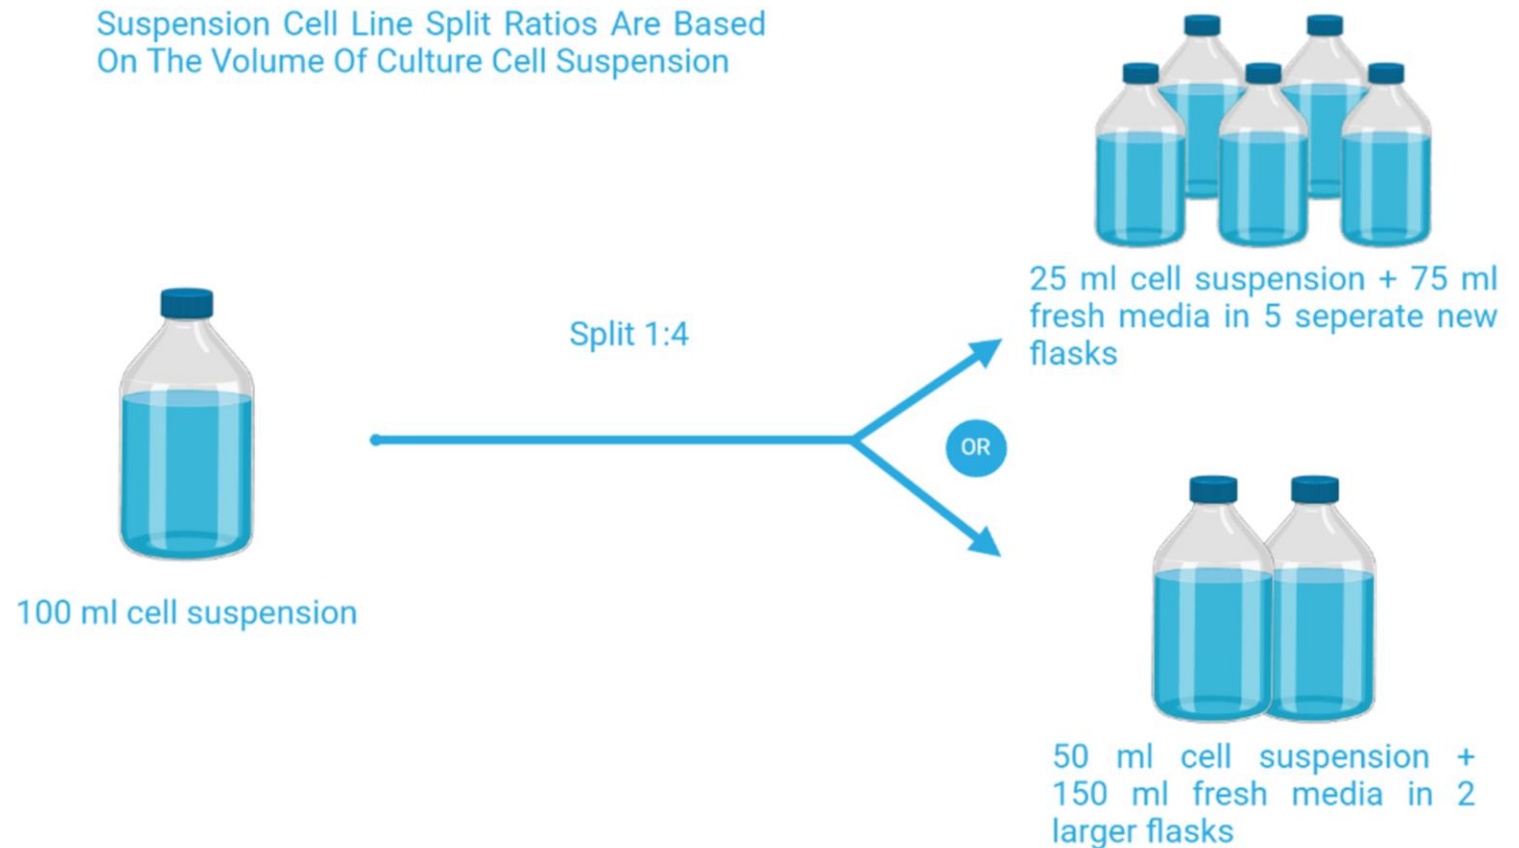 Suspension Cell Line Split Ratios Are Based
On The Volume Of Culture Cell Suspension
100 ml cell suspension
Split 1:4
25 ml cell suspension + 75 ml
fresh media in 5 seperate new
flasks
OR
50 ml cell suspension +
150 ml fresh media in 2
larger flasks